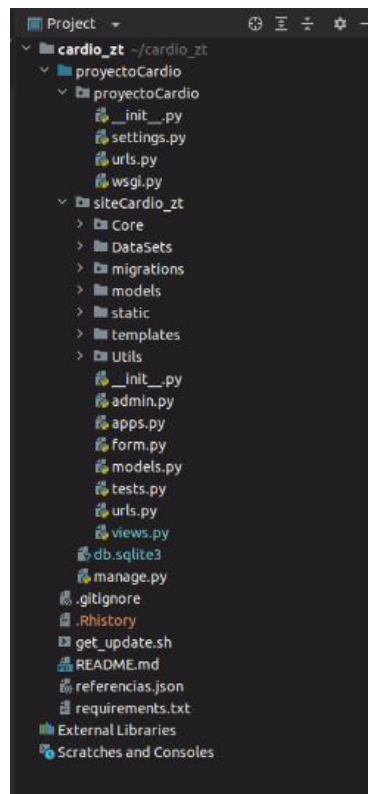 Project
cardio_zt ~/cardio_zt
proyectoCardio
proyectoCardio
__init__.py
settings.py
urls.py
wsgi.py
siteCardio_zt
Core
DataSets
migrations
models
static
templates
Utils
__init__.py
admin.py
apps.py
form.py
models.py
tests.py
urls.py
views.py
db.sqlite3
manage.py
.gitignore
.Rhistory
get_update.sh
README.md
referencias.json
requirements.txt
External Libraries
Scratches and Consoles